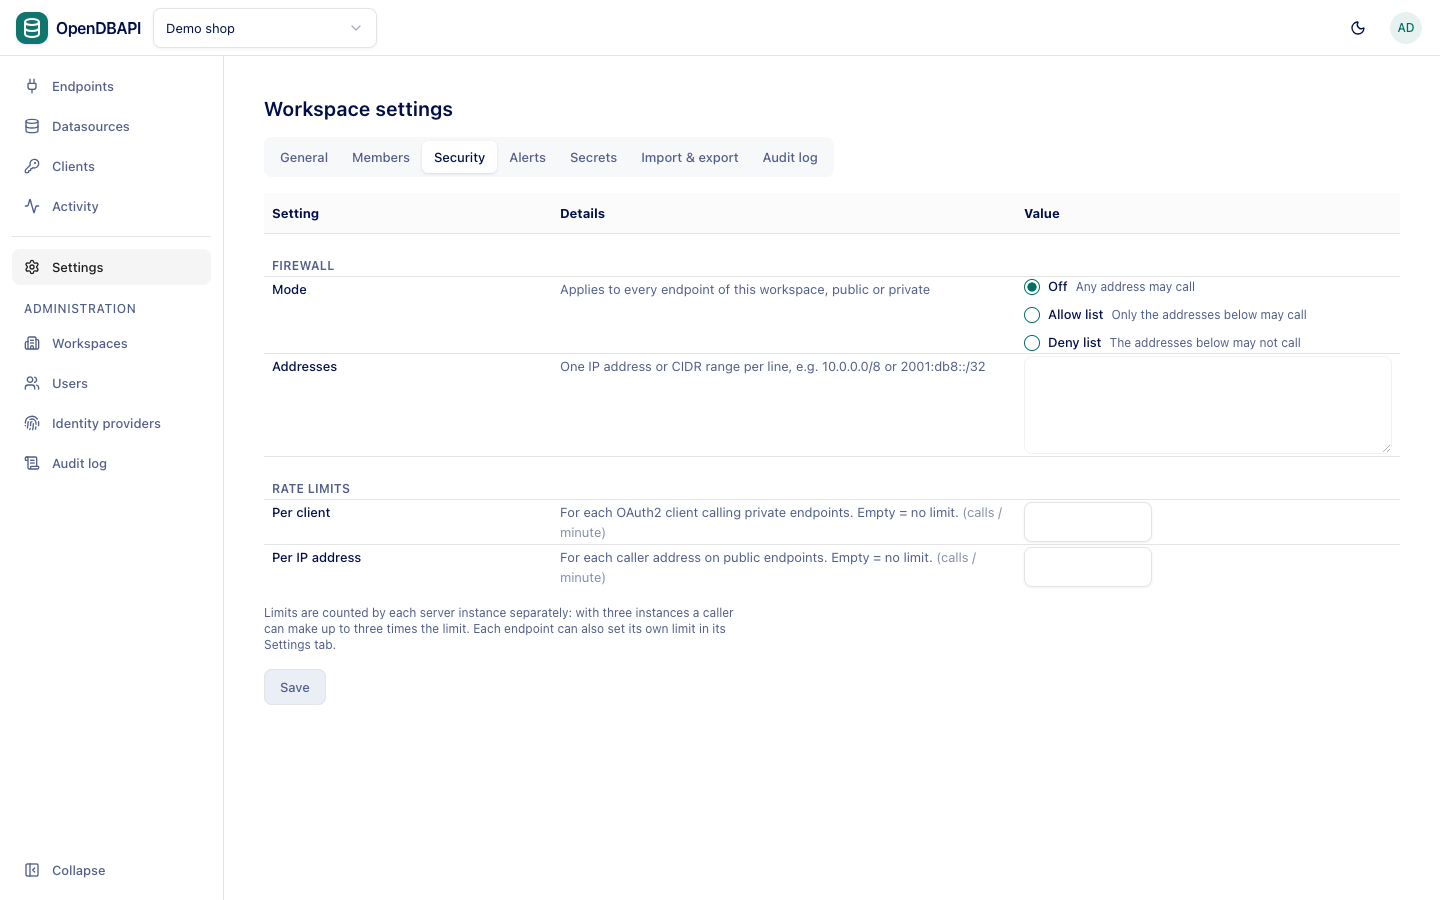 OpenDBAPI
Demo shop
AD
Endpoints
Datasources
Clients
Activity
Settings
ADMINISTRATION
Workspaces
Users
Identity providers
Audit log
Collapse
Workspace settings
General Members Security Alerts Secrets Import & export Audit log
Setting Details Value
FIREWALL
Mode Applies to every endpoint of this workspace, public or private Off Any address may call
Allow list Only the addresses below may call
Deny list The addresses below may not call
Addresses One IP address or CIDR range per line, e.g. 10.0.0.0/8 or 2001:db8::/32
RATE LIMITS
Per client For each OAuth2 client calling private endpoints. Empty = no limit. (calls /
minute)
Per IP address For each caller address on public endpoints. Empty = no limit. (calls /
minute)
Limits are counted by each server instance separately: with three instances a caller
can make up to three times the limit. Each endpoint can also set its own limit in its
Settings tab.
Save